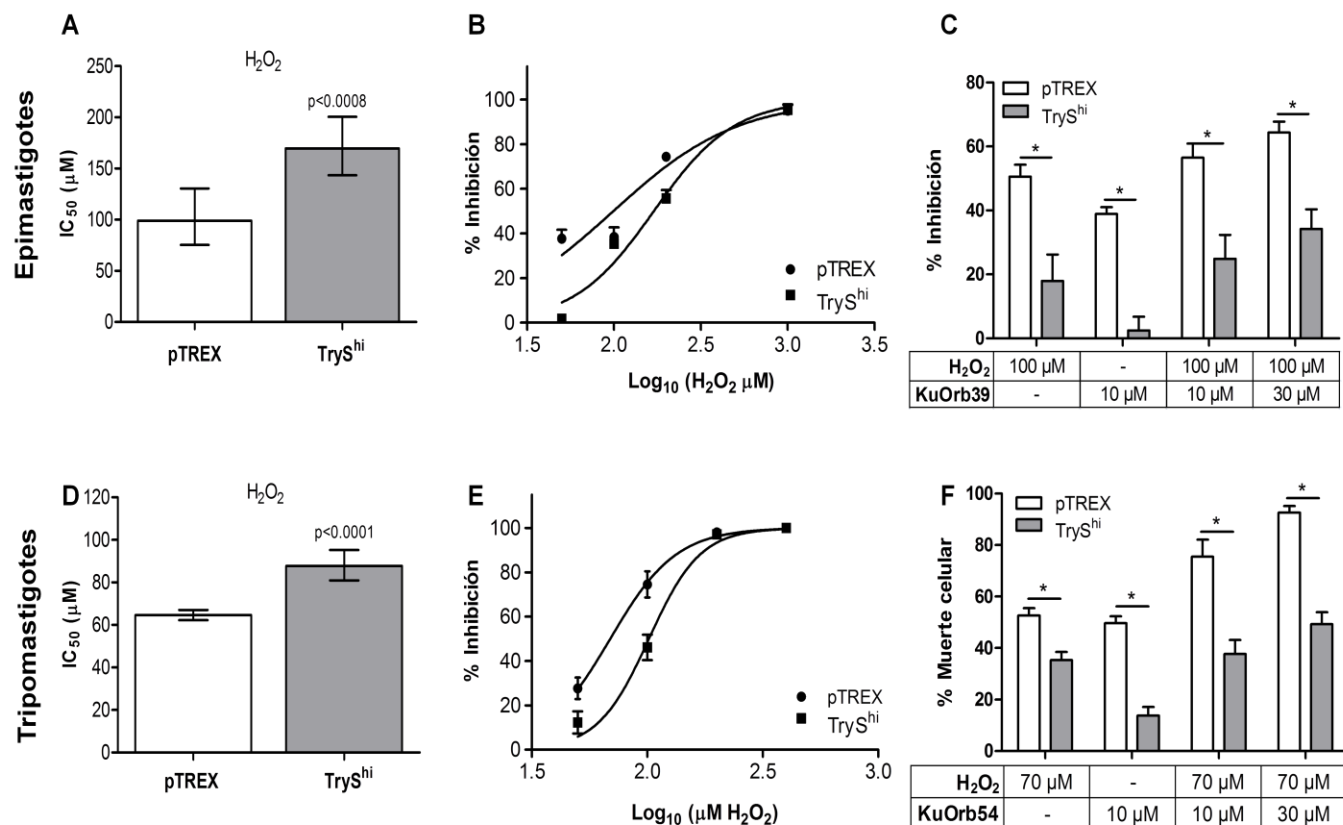 Epimastigotes
A
H₂O₂
IC₅₀ (µM)
250
200
150
100
50
0
p<0.0008
pTREX
TrySʰⁱ
B
% Inhibición
100
80
60
40
20
0
pTREX
TrySʰⁱ
1.5
2.0
2.5
3.0
3.5
Log₁₀ (H₂O₂ µM)
C
% Inhibición
80
60
40
20
0
pTREX
TrySʰⁱ
* * * *
H₂O₂ 100 µM - 100 µM 100 µM
KuOrb39 - 10 µM 10 µM 30 µM
Tripomastigotes
D
H₂O₂
IC₅₀ (µM)
120
100
80
60
40
20
0
p<0.0001
pTREX
TrySʰⁱ
E
% Inhibición
100
80
60
40
20
0
pTREX
TrySʰⁱ
1.5
2.0
2.5
3.0
Log₁₀ (µM H₂O₂)
F
% Muerte celular
100
80
60
40
20
0
pTREX
TrySʰⁱ
* * * *
H₂O₂ 70 µM - 70 µM 70 µM
KuOrb54 - 10 µM 10 µM 30 µM